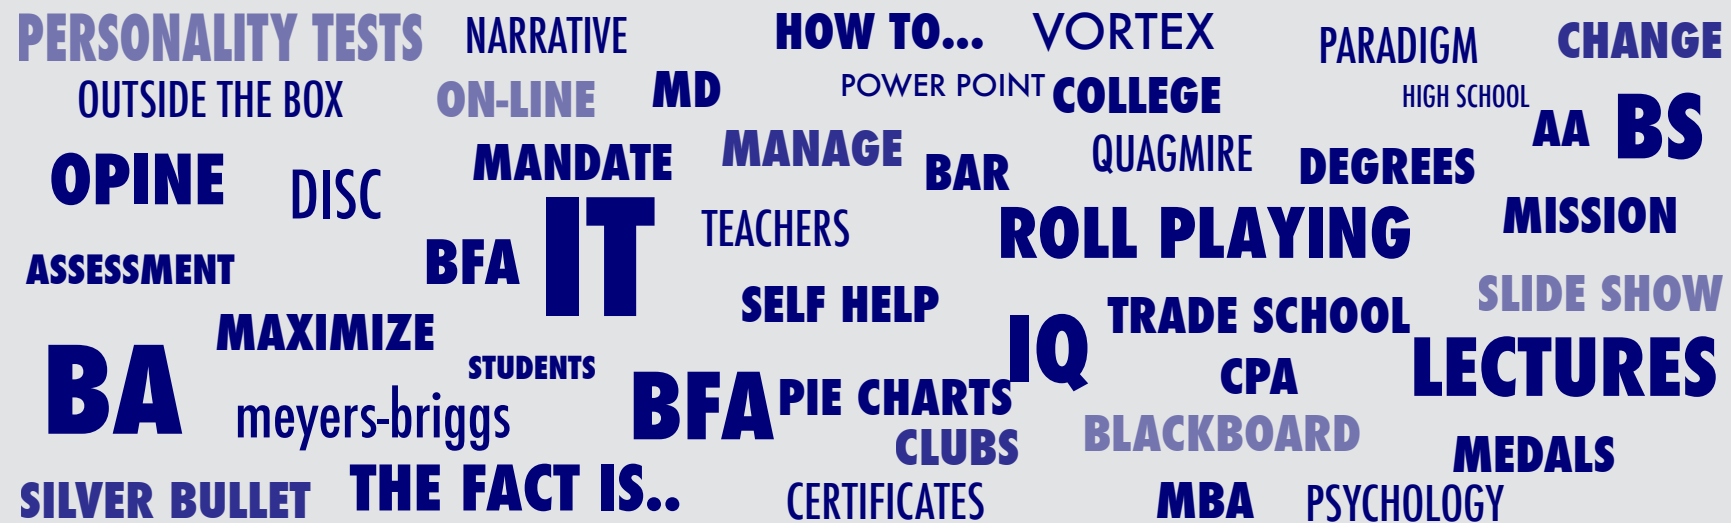 PERSONALITY TESTS
NARRATIVE
HOW TO...
VORTEX
PARADIGM
CHANGE
OUTSIDE THE BOX
ON-LINE
MD
POWER POINT
COLLEGE
HIGH SCHOOL
AA
BS
OPINE
DISC
MANDATE
MANAGE
BAR
QUAGMIRE
DEGREES
MISSION
ASSESSMENT
BFA
IT
TEACHERS
ROLL PLAYING
SLIDE SHOW
MAXIMIZE
SELF HELP
IQ
TRADE SCHOOL
BA
STUDENTS
CPA
LECTURES
meyers-briggs
BFA
PIE CHARTS
CLUBS
BLACKBOARD
MEDALS
SILVER BULLET
THE FACT IS..
CERTIFICATES
MBA
PSYCHOLOGY